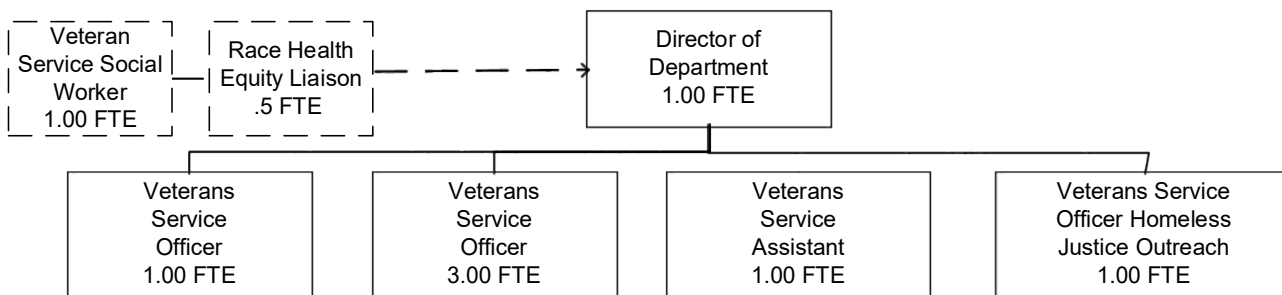 Veteran
Service Social
Worker
1.00 FTE
Race Health
Equity Liaison
.5 FTE
Director of
Department
1.00 FTE
Veterans
Service
Officer
1.00 FTE
Veterans
Service
Officer
3.00 FTE
Veterans
Service
Assistant
1.00 FTE
Veterans Service
Officer Homeless
Justice Outreach
1.00 FTE